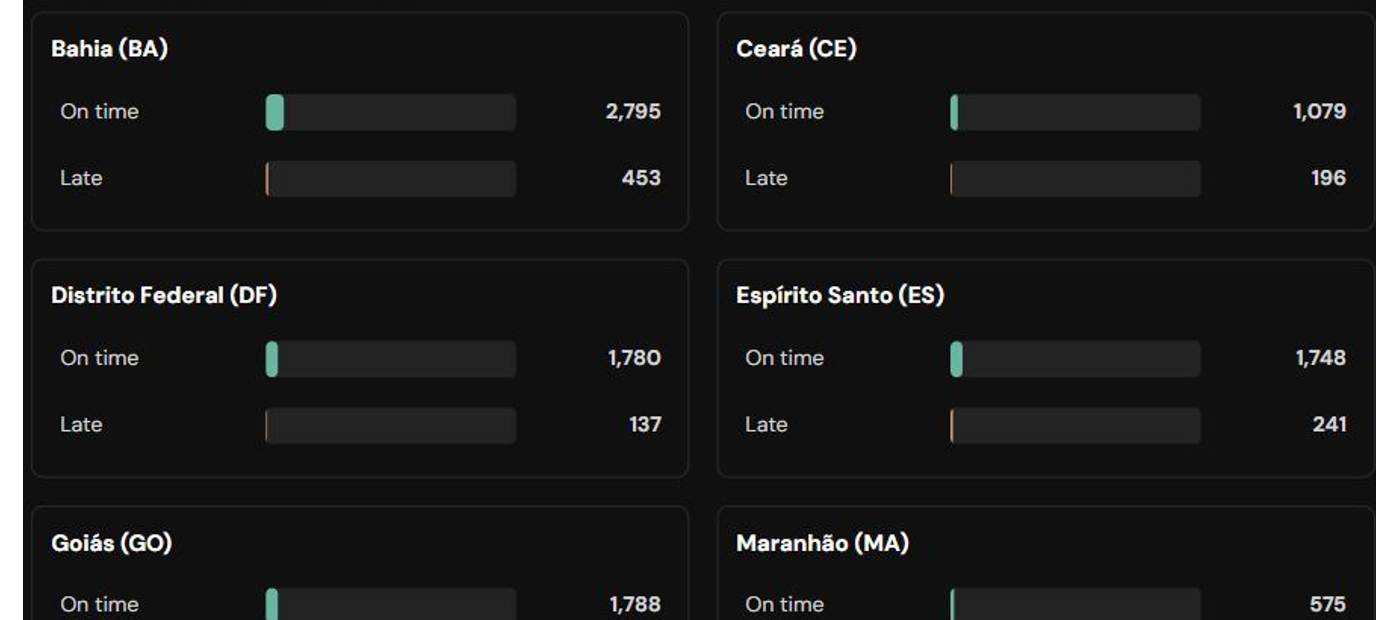 Bahia (BA)
On time 2,795
Late 453
Ceará (CE)
On time 1,079
Late 196
Distrito Federal (DF)
On time 1,780
Late 137
Espírito Santo (ES)
On time 1,748
Late 241
Goiás (GO)
On time 1,788
Maranhão (MA)
On time 575